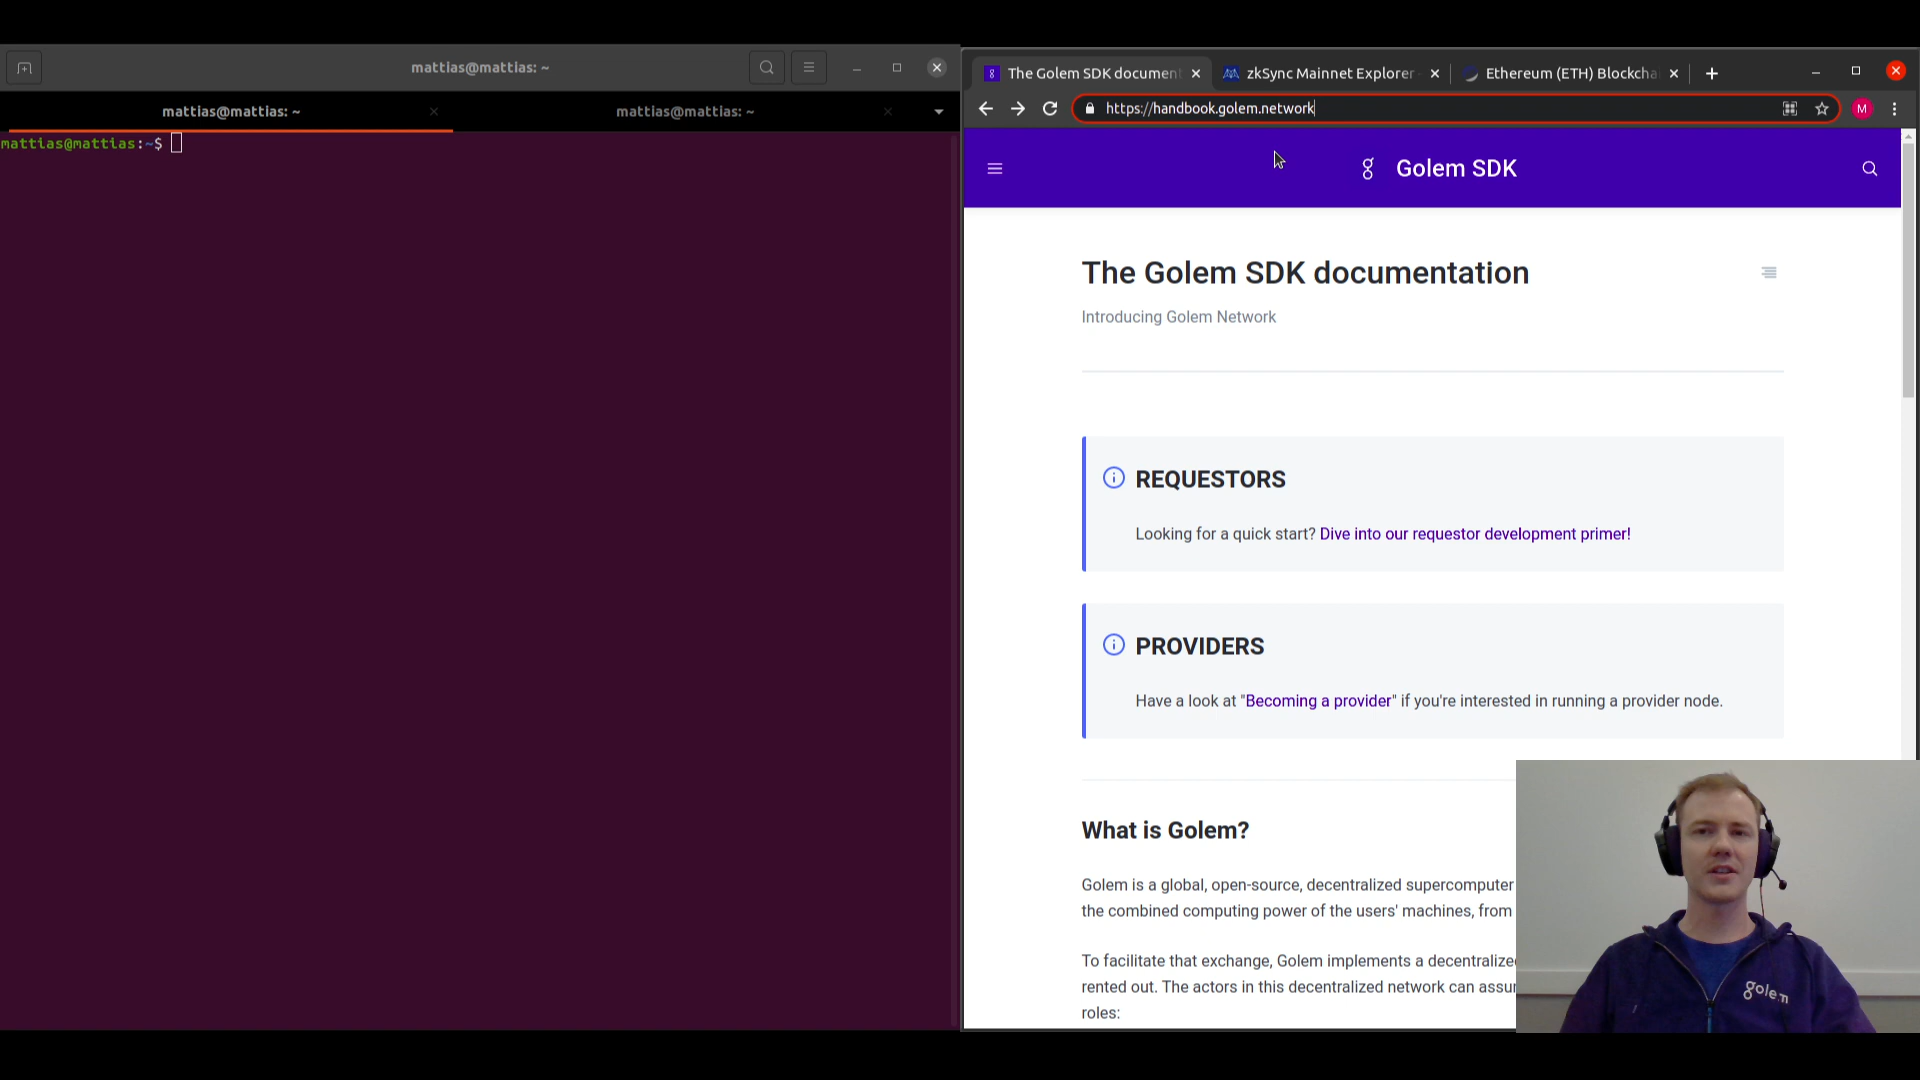 mattias@mattias: ~
mattias@mattias: ~
mattias@mattias: ~
mattias@mattias:~$
The Golem SDK documen
zkSync Mainnet Explorer
Ethereum (ETH) Blockcha
https://handbook.golem.network
M
Golem SDK
The Golem SDK documentation
Introducing Golem Network
REQUESTORS
Looking for a quick start? Dive into our requestor development primer!
PROVIDERS
Have a look at "Becoming a provider" if you're interested in running a provider node.
What is Golem?
Golem is a global, open-source, decentralized supercomputer
the combined computing power of the users' machines, from
To facilitate that exchange, Golem implements a decentralize
rented out. The actors in this decentralized network can assu
roles:
golem